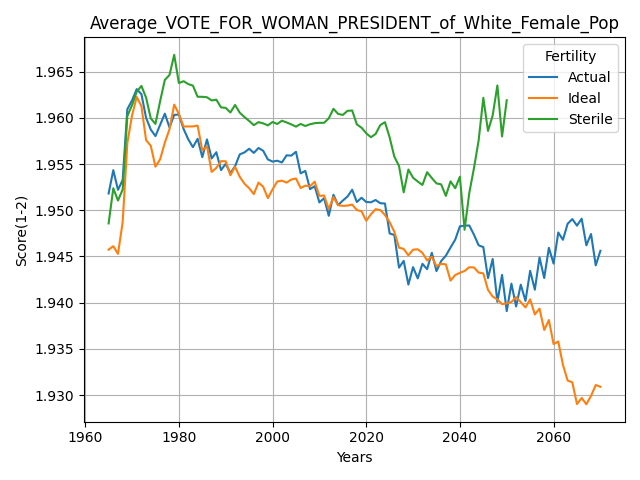 Average_VOTE_FOR_WOMAN_PRESIDENT_of_White_Female_Pop
Fertility
Actual
Ideal
Sterile
Score(1-2)
1.965
1.960
1.955
1.950
1.945
1.940
1.935
1.930
1960
1980
2000
2020
2040
2060
Years